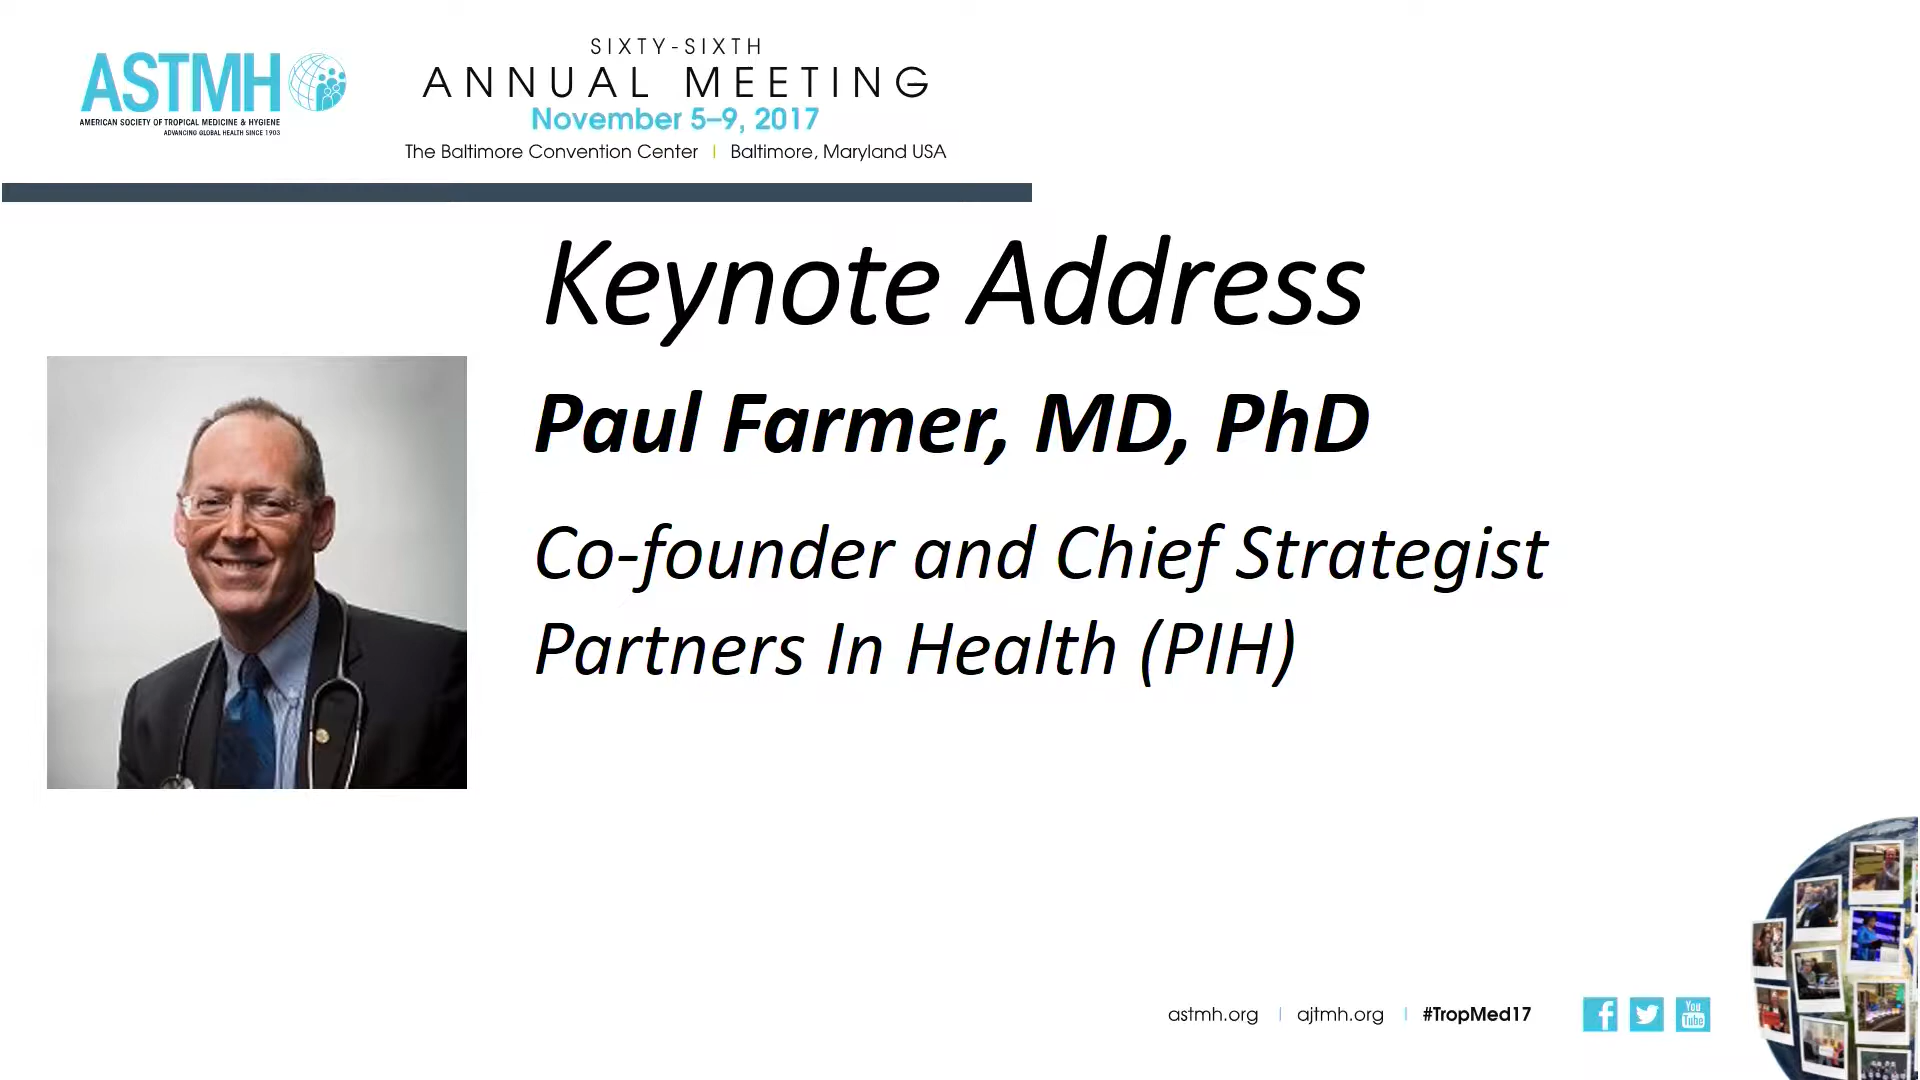 ASTMH
AMERICAN SOCIETY OF TROPICAL MEDICINE & HYGIENE
ADVANCING GLOBAL HEALTH SINCE 1903
SIXTY-SIXTH
ANNUAL MEETING
November 5–9, 2017
The Baltimore Convention Center | Baltimore, Maryland USA
Keynote Address
Paul Farmer, MD, PhD
Co-founder and Chief Strategist
Partners In Health (PIH)
astmh.org | ajtmh.org | #TropMed17
You
Tube